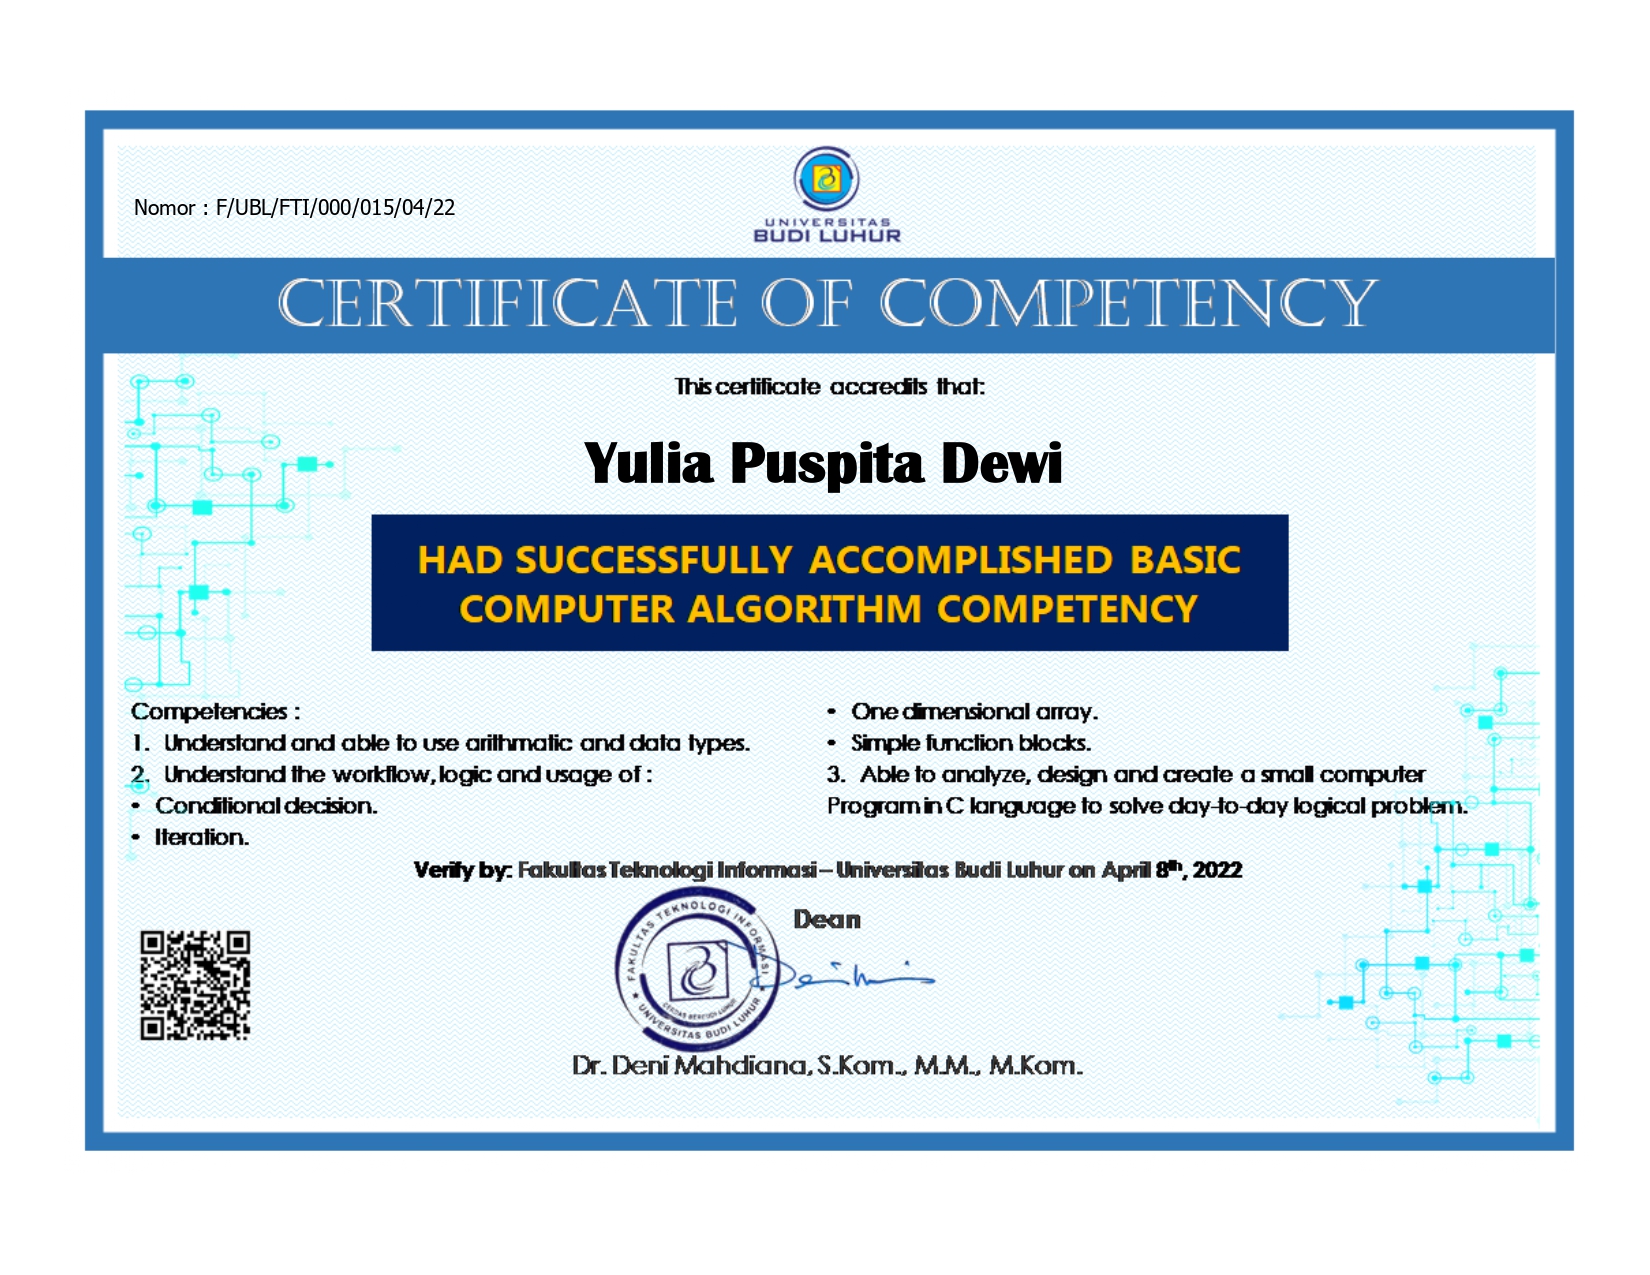 Nomor : F/UBL/FTI/000/015/04/22
UNIVERSITAS
BUDI LUHUR
CERTIFICATE OF COMPETENCY
This certificate accredits that:
Yulia Puspita Dewi
HAD SUCCESSFULLY ACCOMPLISHED BASIC
COMPUTER ALGORITHM COMPETENCY
Competencies :
1. Understand and able to use arithmatic and data types.
2. Understand the workflow, logic and usage of :
• Conditional decision.
• Iteration.
• One dimensional array.
• Simple function blocks.
3. Able to analyze, design and create a small computer
Program in C language to solve day-to-day logical problem.
Verify by: Fakultas Teknologi Informasi – Universitas Budi Luhur on April 8th, 2022
Dean
FAKULTAS TEKNOLOGI INFORMASI
CERDAS BERBUDI LUHUR
★ UNIVERSITAS BUDI LUHUR ★
Dr. Deni Mahdiana, S.Kom., M.M., M.Kom.